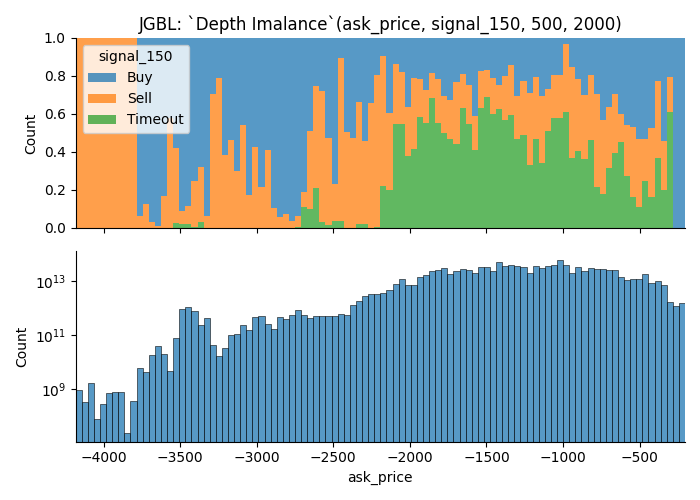 JGBL: `Depth Imalance`(ask_price, signal_150, 500, 2000)
1.0
0.8
0.6
0.4
0.2
0.0
Count
signal_150
Buy
Sell
Timeout
10^13
10^11
10^9
Count
−4000 −3500 −3000 −2500 −2000 −1500 −1000 −500
ask_price